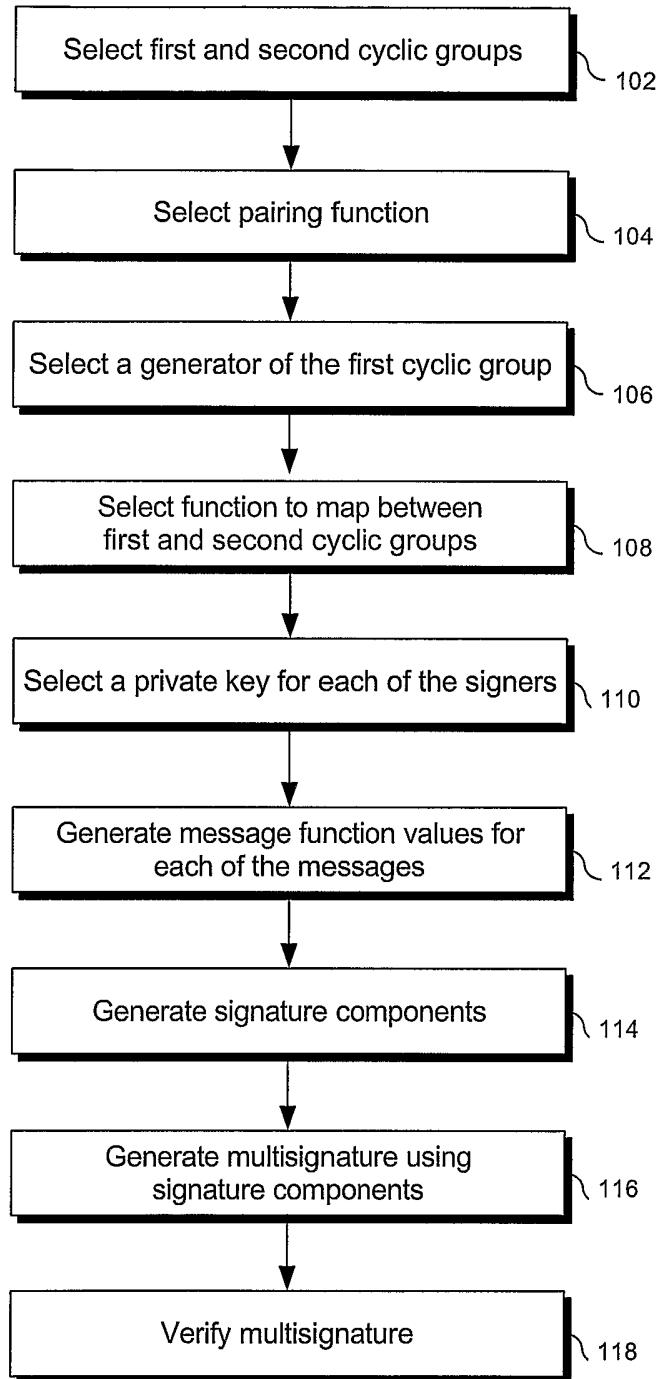 Select first and second cyclic groups
102
Select pairing function
104
Select a generator of the first cyclic group
106
Select function to map between
first and second cyclic groups
108
Select a private key for each of the signers
110
Generate message function values for
each of the messages
112
Generate signature components
114
Generate multisignature using
signature components
116
Verify multisignature
118